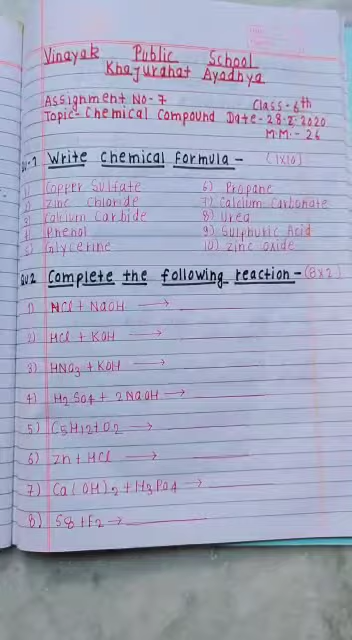 Vinayak Public School
Khajurahat Ayodhya
Assignment No-7 Class-6th
Topic-Chemical Compound Date-28.7.2020
M.M.-26
Qu-1 Write Chemical formula- (1x10)
1) Copper Sulfate 6) Propane
2) Zinc Chloride 7) Calcium Carbonate
3) Calcium Carbide 8) Urea
4) Phenol 9) Sulphuric Acid
5) Glycerine 10) Zinc oxide
Qu2 Complete the following reaction-(8x2)
1) HCl + NaOH →
2) HCl + KOH →
3) HNO3 + KOH →
4) H2SO4 + 2NaOH →
5) C5H12+O2 →
6) Zn + HCl →
7) Ca(OH)2 + H3PO4 →
8) S8+F2 →